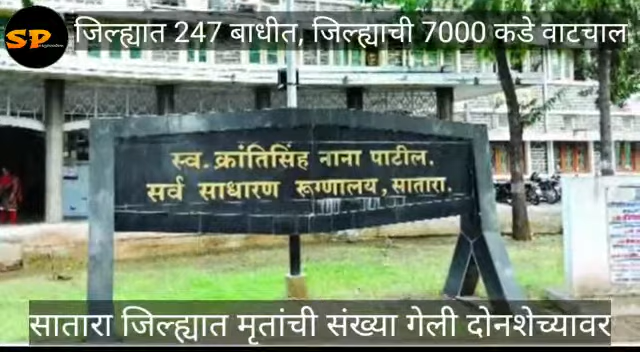 SP
जिल्ह्यात 247 बाधीत, जिल्ह्याची 7000 कडे वाटचाल
स्व. क्रांतिसिंह नाना पाटील.
सर्व साधारण रूग्णालय, सातारा.
सातारा जिल्ह्यात मृतांची संख्या गेली दोनशेच्यावर